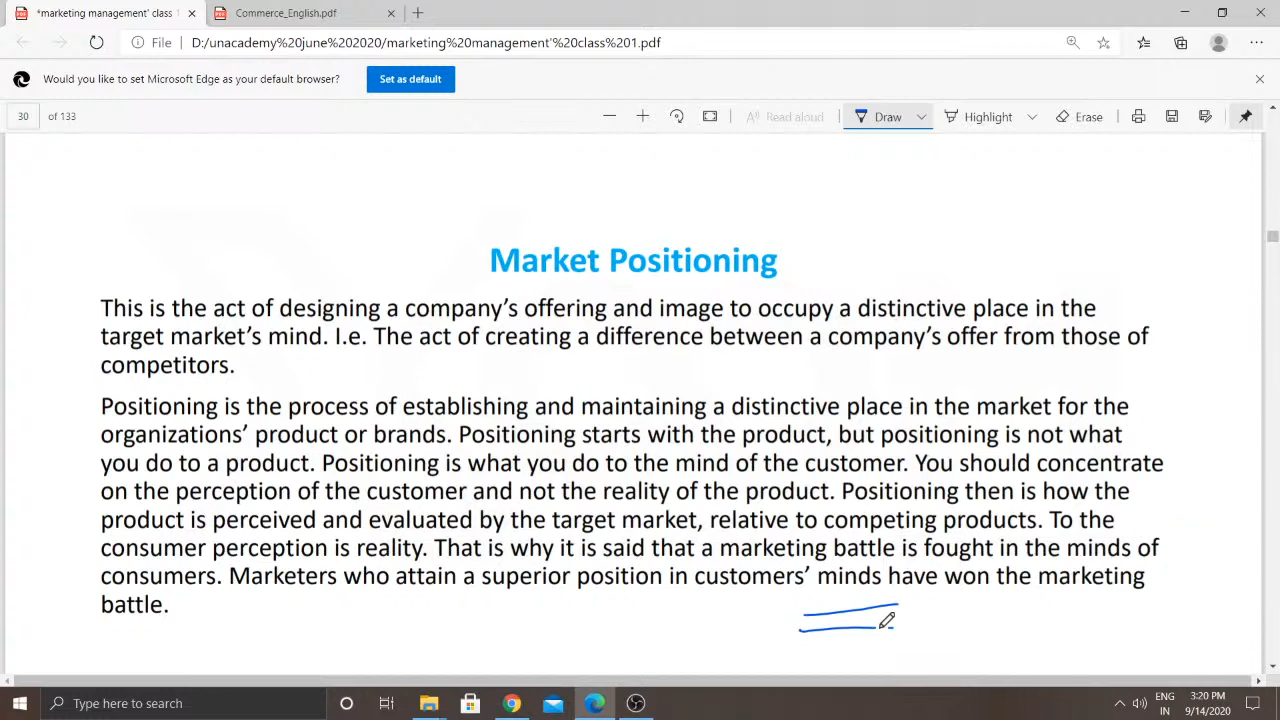 *marketing management' class
Commerce_English.pdf
File
D:/unacademy%20june%202020/marketing%20management'%20class%201.pdf
Would you like to set Microsoft Edge as your default browser?
Set as default
30
of 133
Read aloud
Draw
Highlight
Erase
Market Positioning
This is the act of designing a company's offering and image to occupy a distinctive place in the
target market's mind. I.e. The act of creating a difference between a company's offer from those of
competitors.
Positioning is the process of establishing and maintaining a distinctive place in the market for the
organizations' product or brands. Positioning starts with the product, but positioning is not what
you do to a product. Positioning is what you do to the mind of the customer. You should concentrate
on the perception of the customer and not the reality of the product. Positioning then is how the
product is perceived and evaluated by the target market, relative to competing products. To the
consumer perception is reality. That is why it is said that a marketing battle is fought in the minds of
consumers. Marketers who attain a superior position in customers' minds have won the marketing
battle.
Type here to search
ENG
IN
3:20 PM
9/14/2020